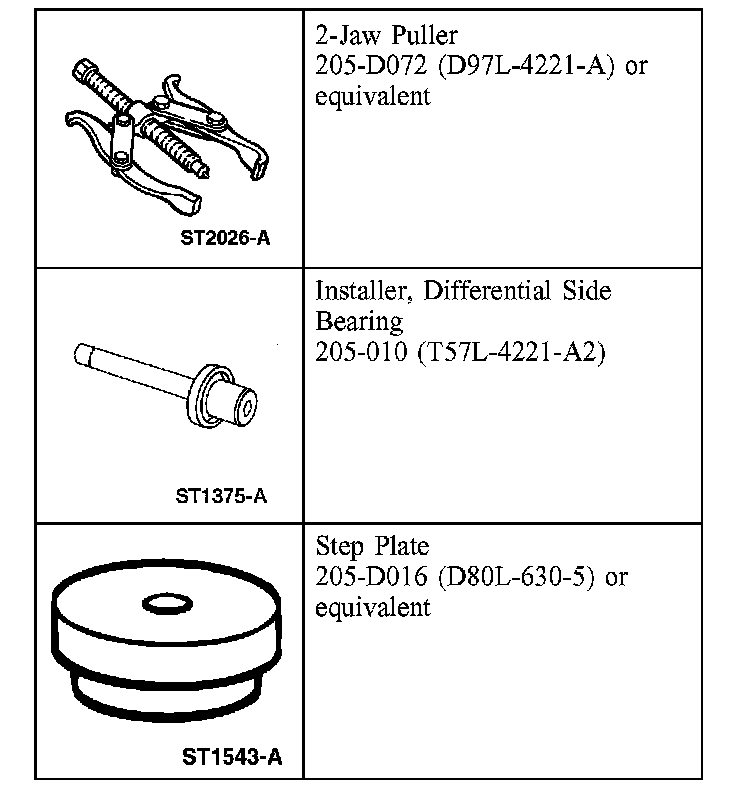 2-Jaw Puller
205-D072 (D97L-4221-A) or
equivalent
ST2026-A
Installer, Differential Side
Bearing
205-010 (T57L-4221-A2)
ST1375-A
Step Plate
205-D016 (D80L-630-5) or
equivalent
ST1543-A